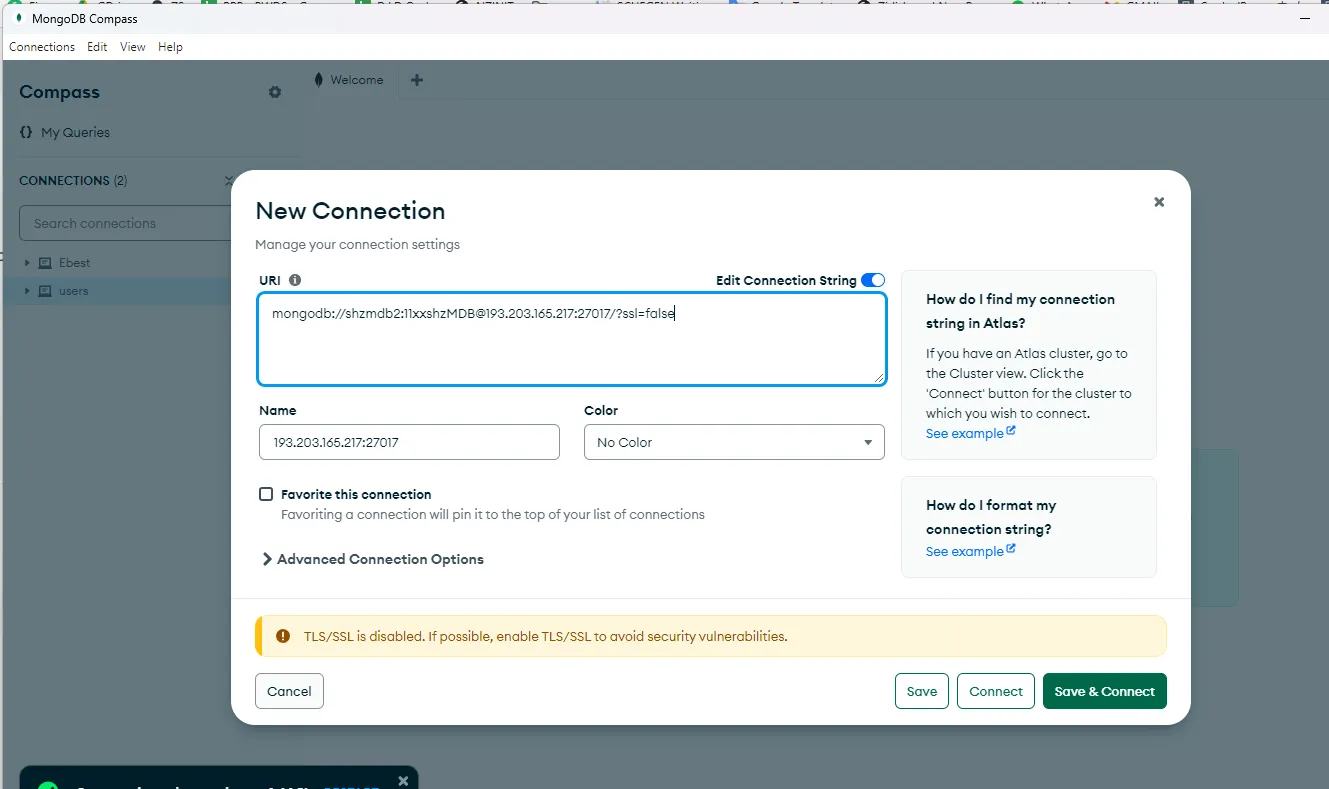 MongoDB Compass
Connections Edit View Help
Compass
Welcome
My Queries
CONNECTIONS (2)
Search connections
Ebest
users
New Connection
Manage your connection settings
URI
Edit Connection String
mongodb://shzmdb2:11xxshzMDB@193.203.165.217:27017/?ssl=false
Name
Color
193.203.165.217:27017
No Color
Favorite this connection
Favoriting a connection will pin it to the top of your list of connections
Advanced Connection Options
How do I find my connection
string in Atlas?
If you have an Atlas cluster, go to
the Cluster view. Click the
'Connect' button for the cluster to
which you wish to connect.
See example
How do I format my
connection string?
See example
TLS/SSL is disabled. If possible, enable TLS/SSL to avoid security vulnerabilities.
Cancel
Save
Connect
Save & Connect